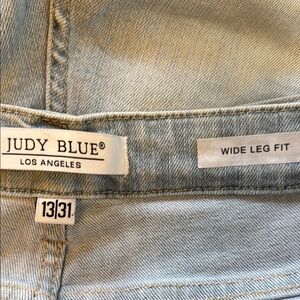 JUDY BLUE®
LOS ANGELES
WIDE LEG FIT
13|31